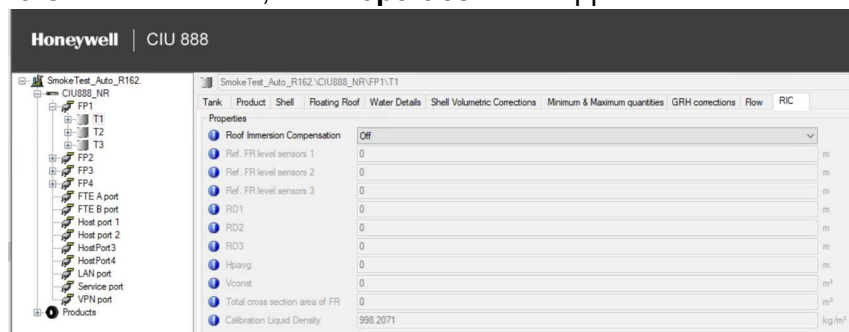 Honeywell | CIU 888
SmokeTest_Auto_R162.
CIU888_NR
FP1
T1
T2
T3
FP2
FP3
FP4
FTE A port
FTE B port
Host port 1
Host port 2
HostPort3
HostPort4
LAN port
Service port
VPN port
Products
SmokeTest_Auto_R162.\CIU888_NR\FP1\T1
Tank Product Shell Floating Roof Water Details Shell Volumetric Corrections Minimum & Maximum quantities GRH corrections Flow RIC
Properties
Roof Immersion Compensation Off
Ref. FR level sensors 1 0 m
Ref. FR level sensors 2 0 m
Ref. FR level sensors 3 0 m
RD1 0 m
RD2 0 m
RD3 0 m
Hpavg 0 m
Vconst 0 m³
Total cross section area of FR 0 m²
Calibration Liquid Density 998.2071 kg/m³